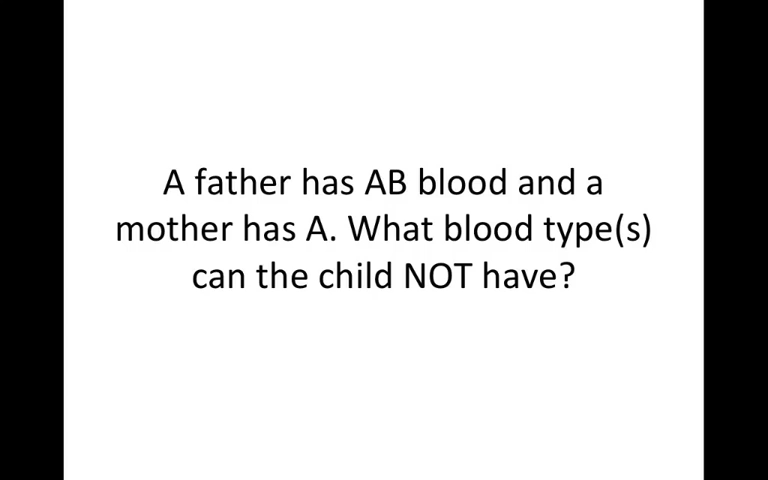 A father has AB blood and a
mother has A. What blood type(s)
can the child NOT have?